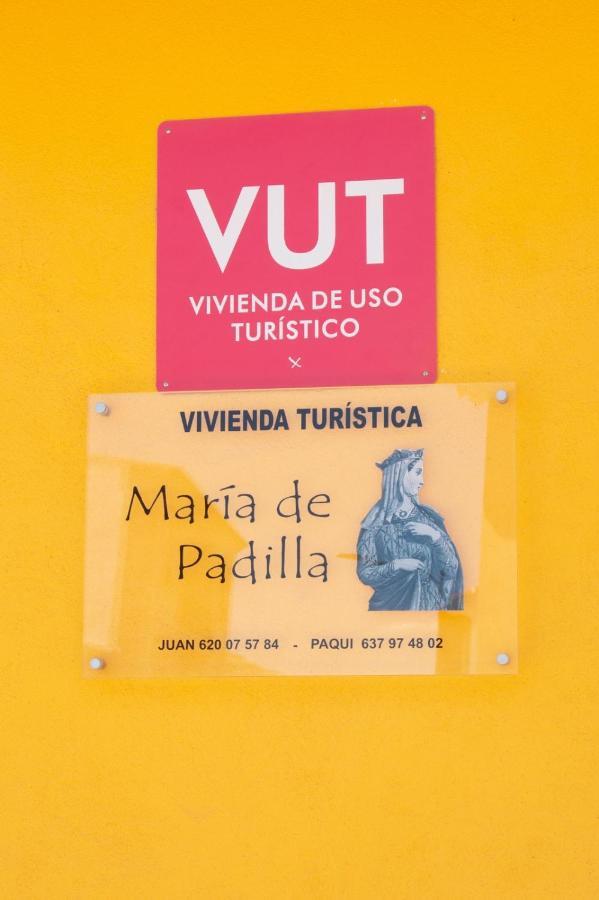 VUT
VIVIENDA DE USO
TURÍSTICO
VIVIENDA TURÍSTICA
María de
Padilla
JUAN 620 07 57 84 - PAQUI 637 97 48 02